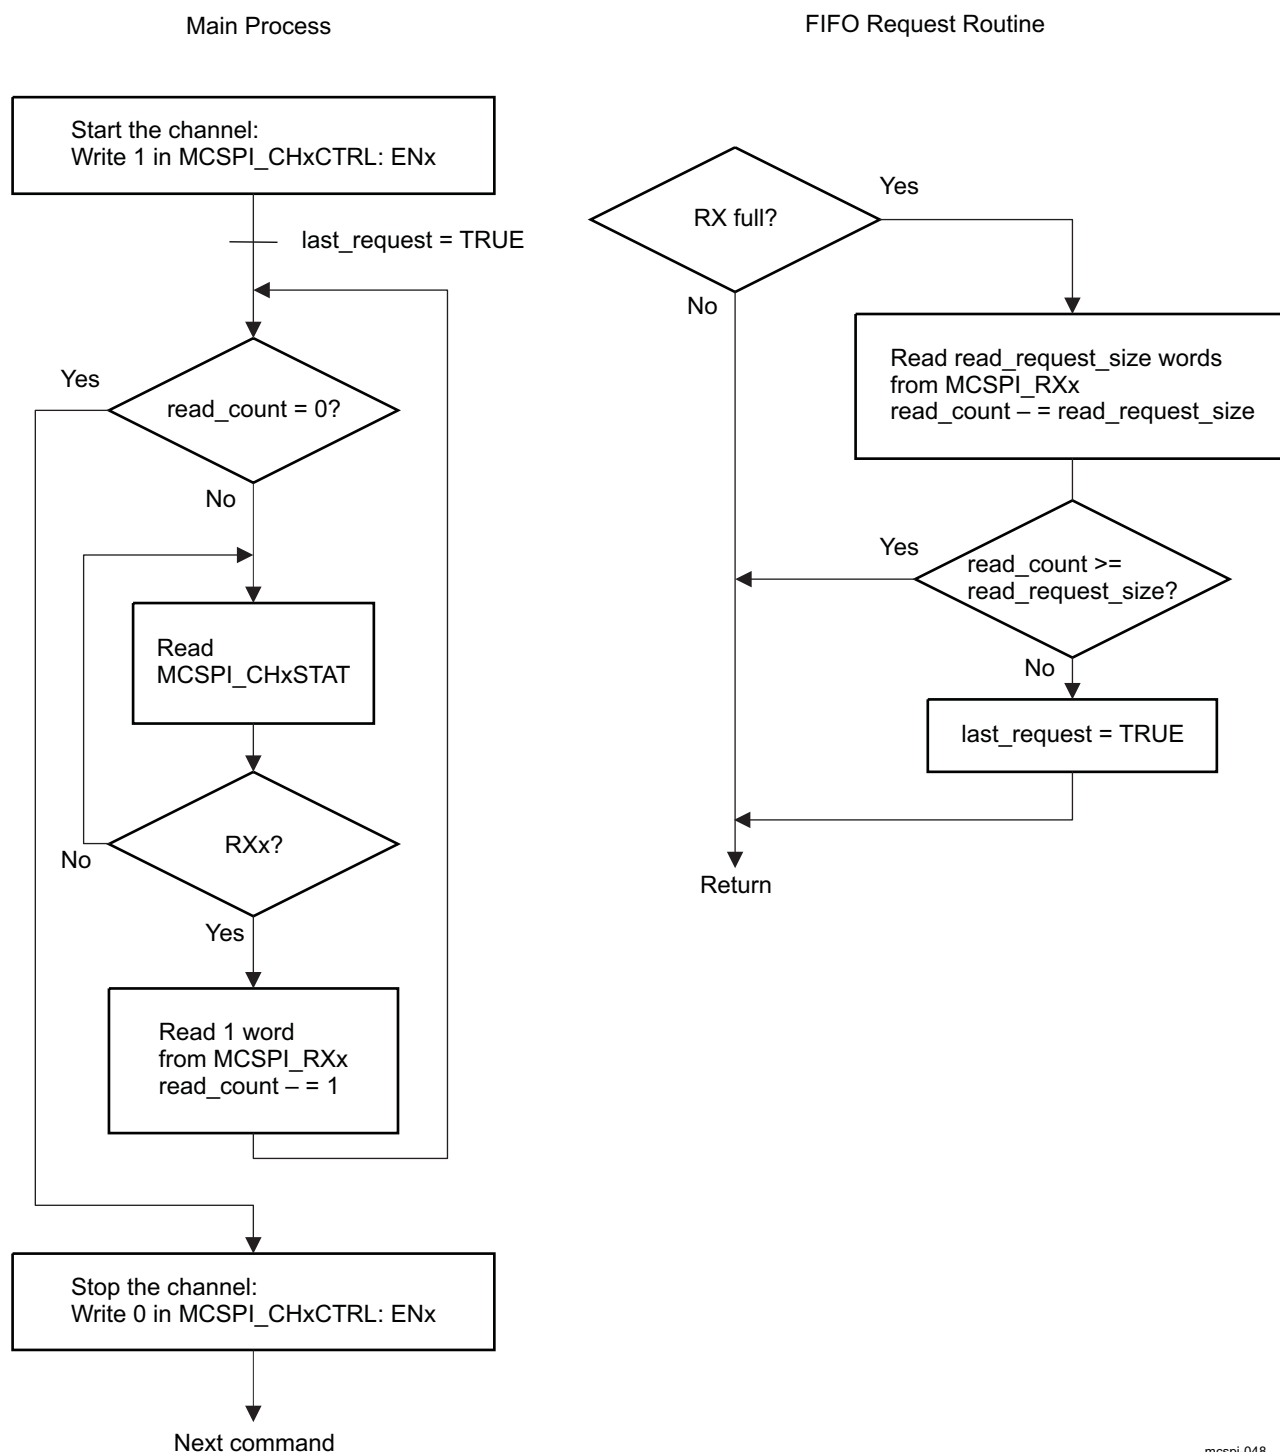 Main Process
FIFO Request Routine
Start the channel:
Write 1 in MCSPI_CHxCTRL: ENx
last_request = TRUE
Yes
read_count = 0?
No
Read
MCSPI_CHxSTAT
RXx?
No
Yes
Read 1 word
from MCSPI_RXx
read_count – = 1
Stop the channel:
Write 0 in MCSPI_CHxCTRL: ENx
Next command
RX full?
Yes
No
Read read_request_size words
from MCSPI_RXx
read_count – = read_request_size
Yes
read_count >=
read_request_size?
No
last_request = TRUE
Return
mcspi-048